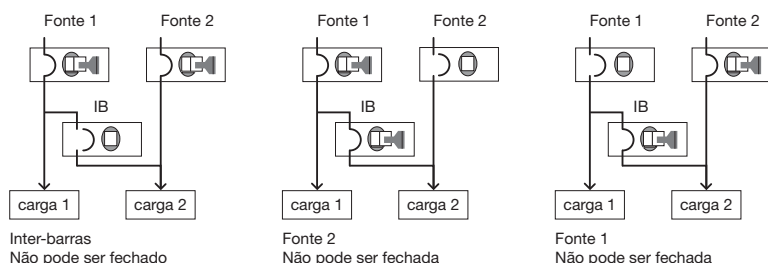 Fonte 1
Fonte 2
IB
carga 1
carga 2
Inter-barras
Não pode ser fechado
Fonte 1
Fonte 2
IB
carga 1
carga 2
Fonte 2
Não pode ser fechada
Fonte 1
Fonte 2
IB
carga 1
carga 2
Fonte 1
Não pode ser fechada